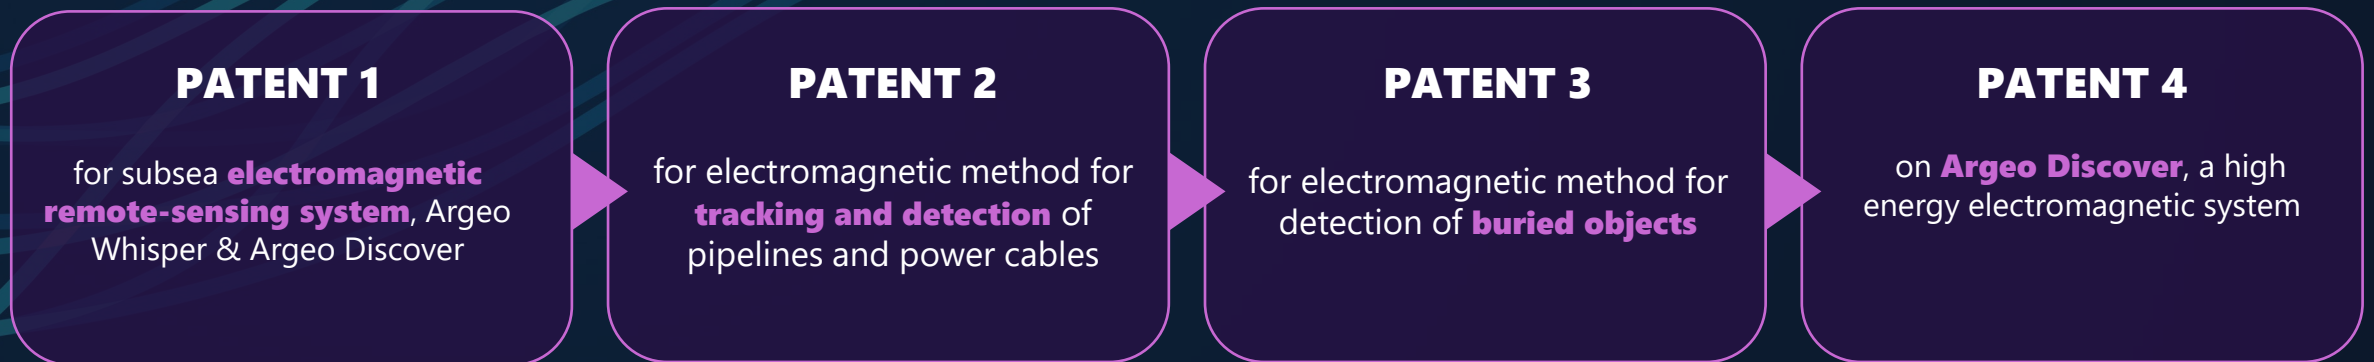 PATENT 1
for subsea electromagnetic
remote-sensing system, Argeo
Whisper & Argeo Discover
PATENT 2
for electromagnetic method for
tracking and detection of
pipelines and power cables
PATENT 3
for electromagnetic method for
detection of buried objects
PATENT 4
on Argeo Discover, a high
energy electromagnetic system